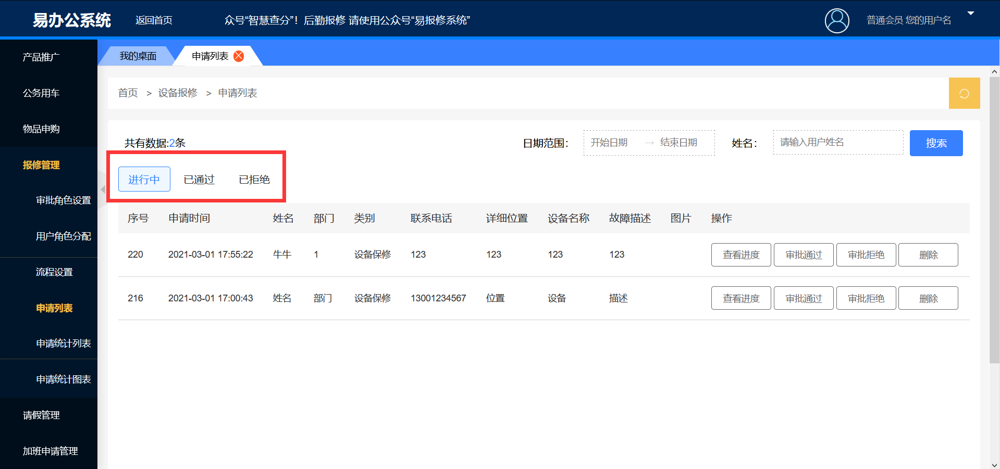 易办公系统 返回首页 众号“智慧查分”！后勤报修 请使用公众号“易报修系统” 普通会员 您的用户名
我的桌面 申请列表
产品推广
公务用车
物品申购
报修管理
审批角色设置
用户角色分配
流程设置
申请列表
申请统计列表
申请统计图表
请假管理
加班申请管理
首页 > 设备报修 > 申请列表
共有数据:2条 日期范围： 开始日期 → 结束日期 姓名： 请输入用户姓名 搜索
进行中 已通过 已拒绝
序号 申请时间 姓名 部门 类别 联系电话 详细位置 设备名称 故障描述 图片 操作
220 2021-03-01 17:55:22 牛牛 1 设备保修 123 123 123 123 查看进度 审批通过 审批拒绝 删除
216 2021-03-01 17:00:43 姓名 部门 设备保修 13001234567 位置 设备 描述 查看进度 审批通过 审批拒绝 删除